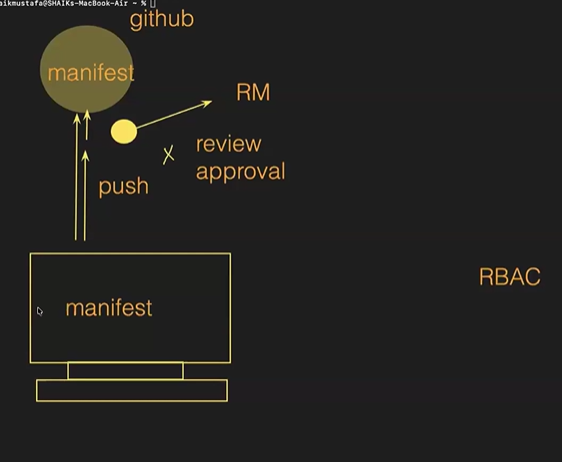 aikmustafa@SHAIKs-MacBook-Air ~ %
github
manifest
RM
X
review
approval
push
RBAC
manifest